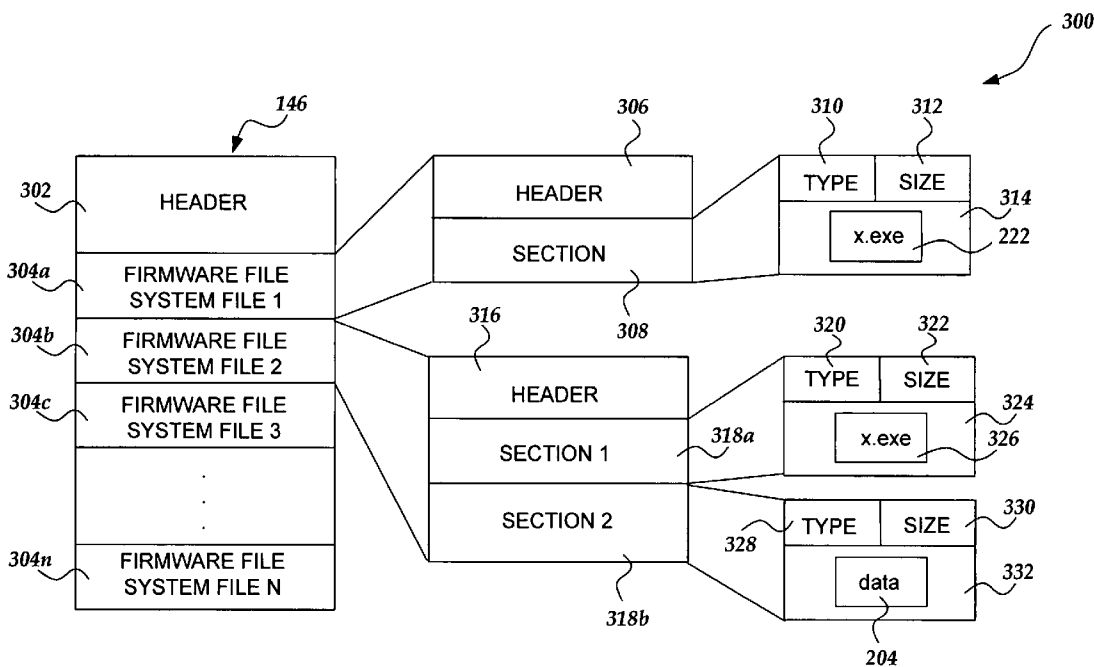 300
146
306
310
312
302
HEADER
HEADER
TYPE
SIZE
314
x.exe
222
304a
FIRMWARE FILE
SYSTEM FILE 1
SECTION
308
304b
FIRMWARE FILE
SYSTEM FILE 2
316
320
322
HEADER
TYPE
SIZE
324
304c
FIRMWARE FILE
SYSTEM FILE 3
SECTION 1
318a
x.exe
326
.
.
.
SECTION 2
318b
TYPE
328
SIZE
330
data
332
204
304n
FIRMWARE FILE
SYSTEM FILE N